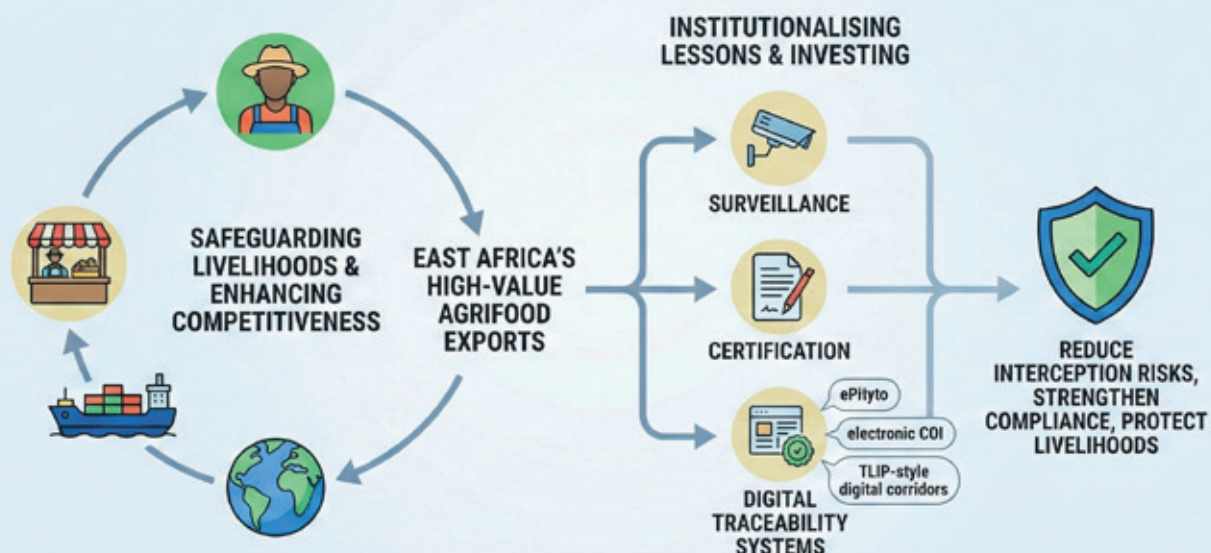 SAFEGUARDING
LIVELIHOODS &
ENHANCING
COMPETITIVENESS
EAST AFRICA'S
HIGH-VALUE
AGRIFOOD
EXPORTS
INSTITUTIONALISING
LESSONS & INVESTING
SURVEILLANCE
CERTIFICATION
ePiłyto
electronic COI
TLIP-style
digital corridors
DIGITAL
TRACEABILITY
SYSTEMS
REDUCE
INTERCEPTION RISKS,
STRENGTHEN
COMPLIANCE, PROTECT
LIVELIHOODS